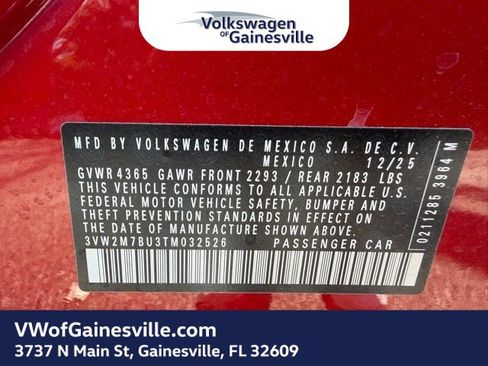 Volkswagen
OF Gainesville
MFD BY VOLKSWAGEN DE MEXICO S.A. DE C.V.
MEXICO 12/25
GVWR 4365 GAWR FRONT 2293 / REAR 2183 LBS
THIS VEHICLE CONFORMS TO ALL APPLICABLE
FEDERAL MOTOR VEHICLE SAFETY, BUMPER AND
THEFT PREVENTION STANDARDS IN EFFECT ON
THE DATE OF MANUFACTURE SHOWN ABOVE.
3VW2M7BU3TM032526 PASSENGER CAR
0211285 3964 M
VWofGainesville.com
3737 N Main St, Gainesville, FL 32609